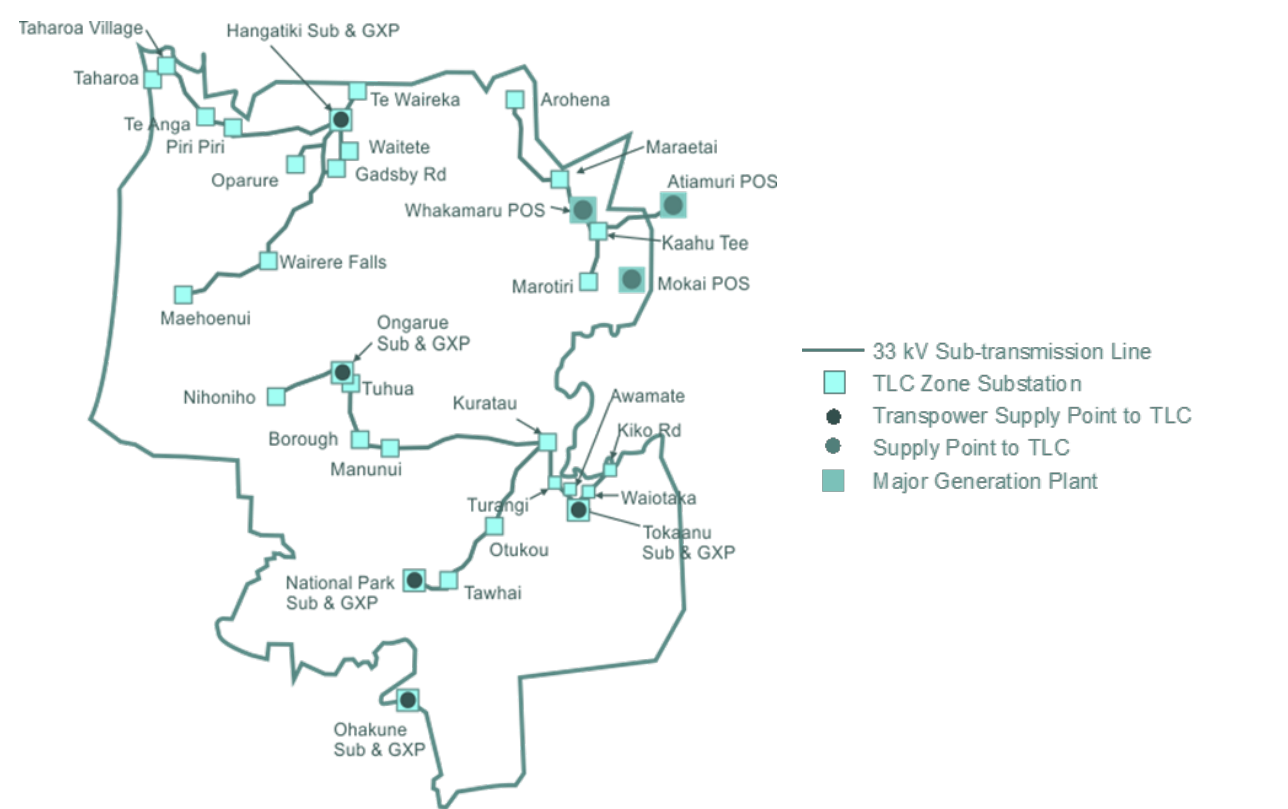 Taharoa Village
Hangatiki Sub & GXP
Taharoa
Te Waireka
Arohena
Te Anga
Piri Piri
Waitete
Maraetai
Oparure
Gadsby Rd
Atiamuri POS
Whakamaru POS
Kaahu Tee
Wairere Falls
Marotiri
Mokai POS
Maehoenui
Ongarue
Sub & GXP
Nihoniho
Tuhua
Kuratau
Awamate
Borough
Kiko Rd
Manunui
Turangi
Waiotaka
Tokaanu
Sub & GXP
Otukou
National Park
Sub & GXP
Tawhai
Ohakune
Sub & GXP
33 kV Sub-transmission Line
TLC Zone Substation
Transpower Supply Point to TLC
Supply Point to TLC
Major Generation Plant